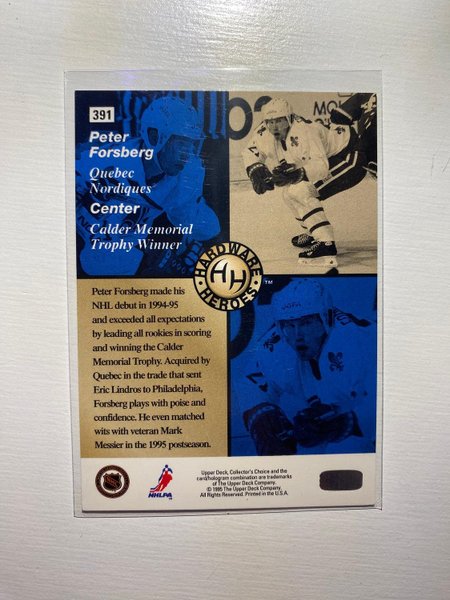 391
Peter
Forsberg
Quebec
Nordiques
Center
Calder Memorial
Trophy Winner
HARDWARE
HH
HEROES
TM
Peter Forsberg made his
NHL debut in 1994-95
and exceeded all expectations
by leading all rookies in scoring
and winning the Calder
Memorial Trophy. Acquired by
Quebec in the trade that sent
Eric Lindros to Philadelphia,
Forsberg plays with poise and
confidence. He even matched
wits with veteran Mark
Messier in the 1995 postseason.
NHLPA
Upper Deck, Collector's Choice and the
card/hologram combination are trademarks
of The Upper Deck Company.
© 1995 The Upper Deck Company.
All Rights Reserved. Printed in the U.S.A.